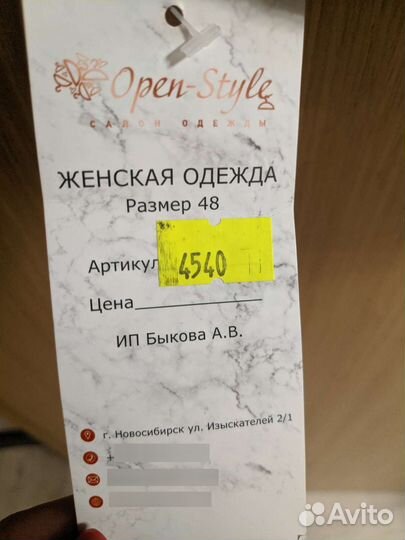 Open-Style
САЛОН ОДЕЖДЫ
ЖЕНСКАЯ ОДЕЖДА
Размер 48
Артикул
4540
Цена
ИП Быкова А.В.
г. Новосибирск ул. Изыскателей 2/1
+
Avito